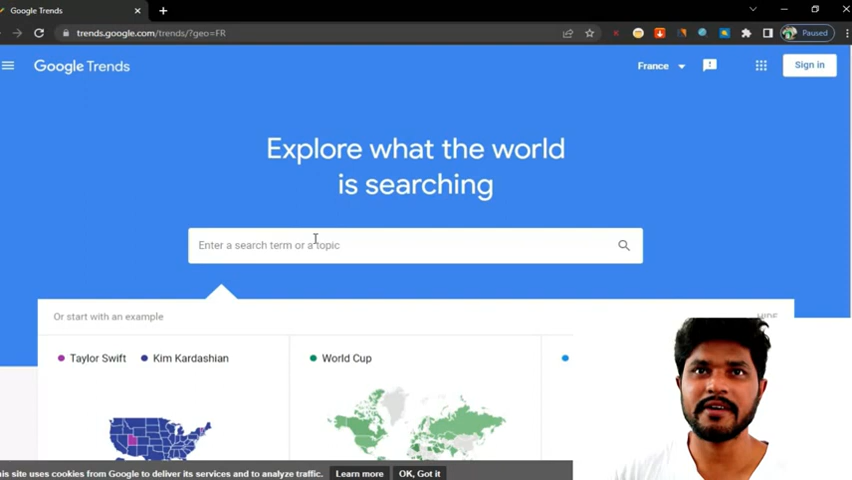 Google Trends
trends.google.com/trends/?geo=FR
Paused
Google Trends
France
Sign in
Explore what the world
is searching
Enter a search term or a topic
Or start with an example
HIDE
Taylor Swift
Kim Kardashian
World Cup
his site uses cookies from Google to deliver its services and to analyze traffic.
Learn more
OK, Got it